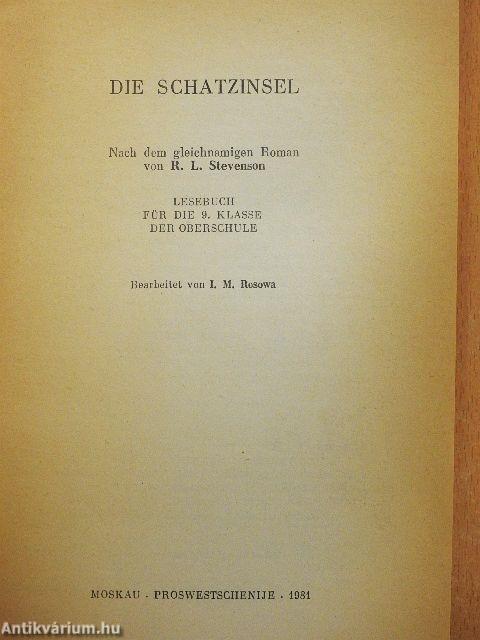 DIE SCHATZINSEL
Nach dem gleichnamigen Roman
von R. L. Stevenson
LESEBUCH
FÜR DIE 9. KLASSE
DER OBERSCHULE
Bearbeitet von I. M. Rosowa
MOSKAU · PROSWESTSCHENIJE · 1981
Antikvárium.hu